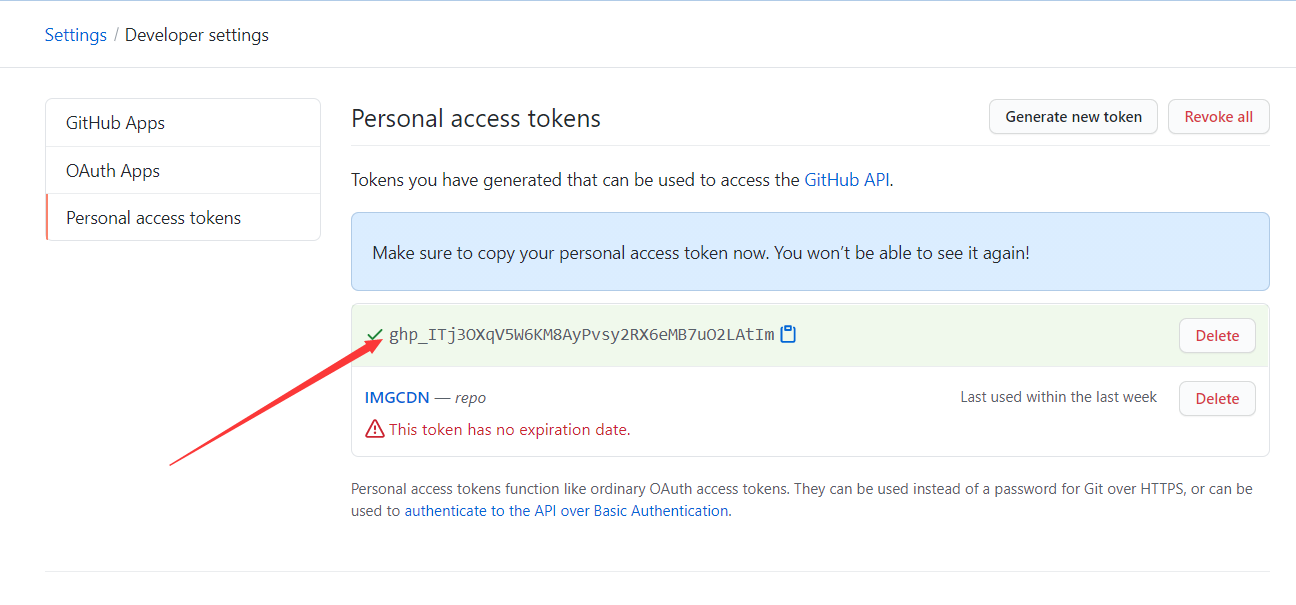 Settings / Developer settings
GitHub Apps
OAuth Apps
Personal access tokens
Personal access tokens
Generate new token
Revoke all
Tokens you have generated that can be used to access the GitHub API.
Make sure to copy your personal access token now. You won’t be able to see it again!
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
Delete
IMGCDN — repo
Last used within the last week
Delete
This token has no expiration date.
Personal access tokens function like ordinary OAuth access tokens. They can be used instead of a password for Git over HTTPS, or can be
used to authenticate to the API over Basic Authentication.